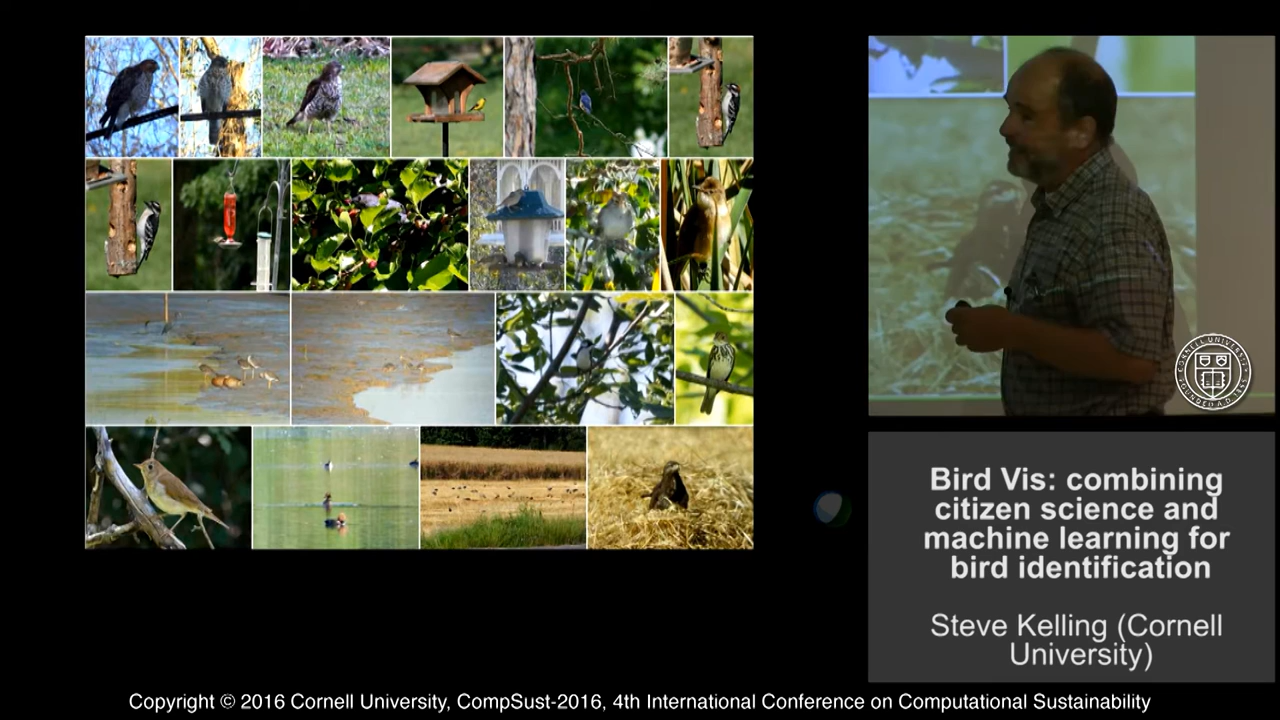 Bird Vis: combining
citizen science and
machine learning for
bird identification
Steve Kelling (Cornell
University)
Copyright © 2016 Cornell University, CompSust-2016, 4th International Conference on Computational Sustainability